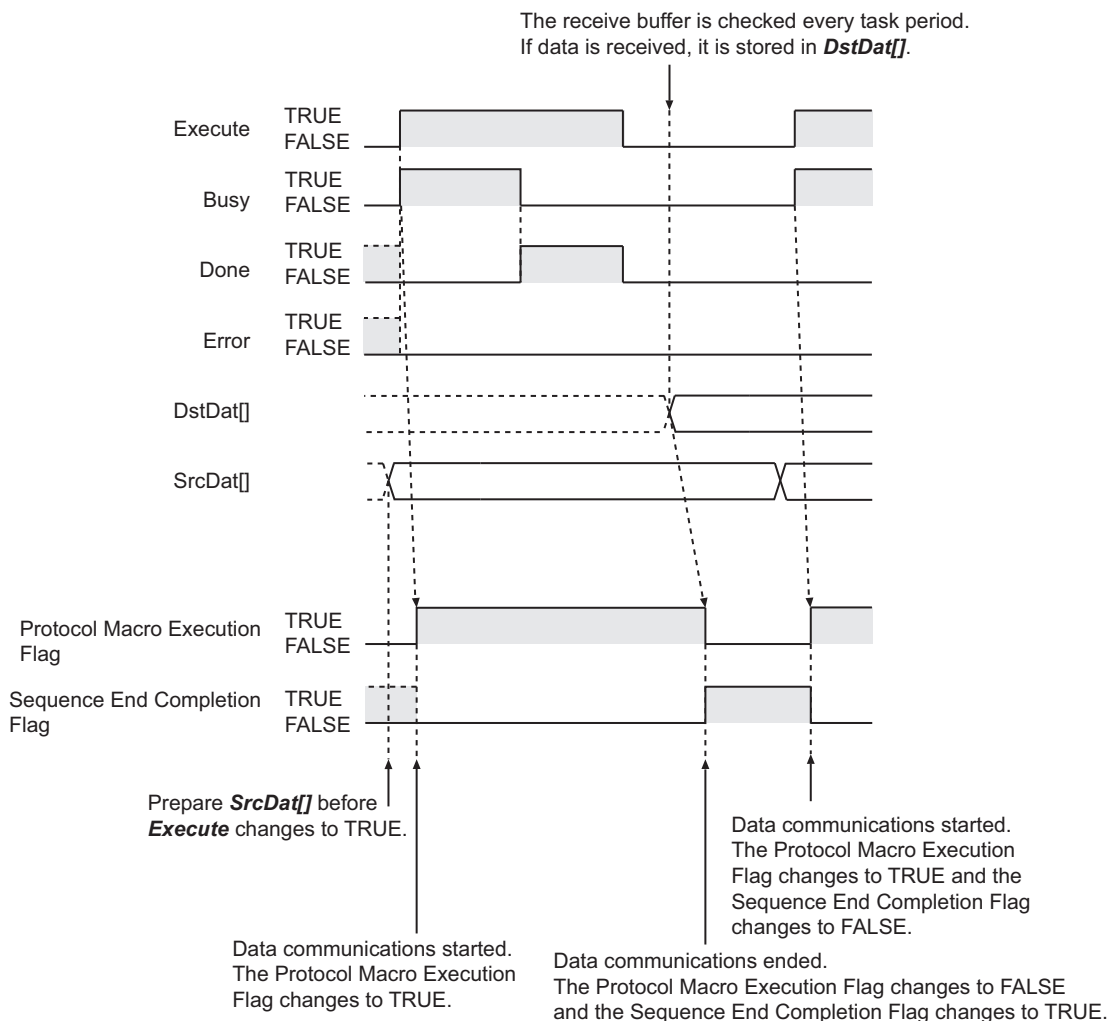 The receive buffer is checked every task period.
If data is received, it is stored in DstDat[].
Execute
TRUE
FALSE
Busy
TRUE
FALSE
Done
TRUE
FALSE
Error
TRUE
FALSE
DstDat[]
SrcDat[]
Protocol Macro Execution
Flag
TRUE
FALSE
Sequence End Completion
Flag
TRUE
FALSE
Prepare SrcDat[] before
Execute changes to TRUE.
Data communications started.
The Protocol Macro Execution
Flag changes to TRUE and the
Sequence End Completion Flag
changes to FALSE.
Data communications started.
The Protocol Macro Execution
Flag changes to TRUE.
Data communications ended.
The Protocol Macro Execution Flag changes to FALSE
and the Sequence End Completion Flag changes to TRUE.